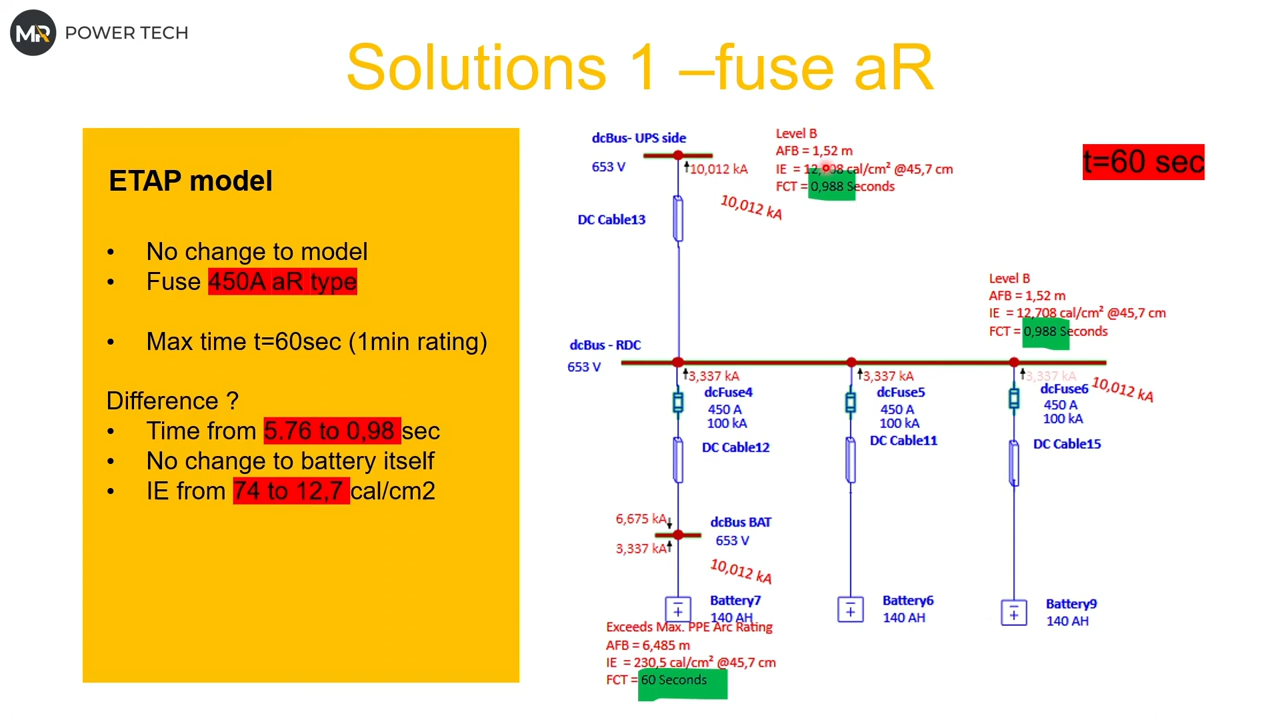 MR POWER TECH
Solutions 1 –fuse aR
ETAP model
• No change to model
• Fuse 450A aR type
• Max time t=60sec (1min rating)
Difference ?
• Time from 5.76 to 0,98 sec
• No change to battery itself
• IE from 74 to 12,7 cal/cm2
t=60 sec
dcBus- UPS side
653 V
10,012 kA
Level B
AFB = 1,52 m
IE = 12,708 cal/cm² @45,7 cm
FCT = 0,988 Seconds
10,012 kA
DC Cable13
Level B
AFB = 1,52 m
IE = 12,708 cal/cm² @45,7 cm
FCT = 0,988 Seconds
dcBus - RDC
653 V
3,337 kA
3,337 kA
3,337 kA
10,012 kA
dcFuse4
450 A
100 kA
dcFuse5
450 A
100 kA
dcFuse6
450 A
100 kA
DC Cable12
DC Cable11
DC Cable15
6,675 kA
3,337 kA
dcBus BAT
653 V
10,012 kA
Battery7
140 AH
Battery6
140 AH
Battery9
140 AH
Exceeds Max. PPE Arc Rating
AFB = 6,485 m
IE = 230,5 cal/cm² @45,7 cm
FCT = 60 Seconds